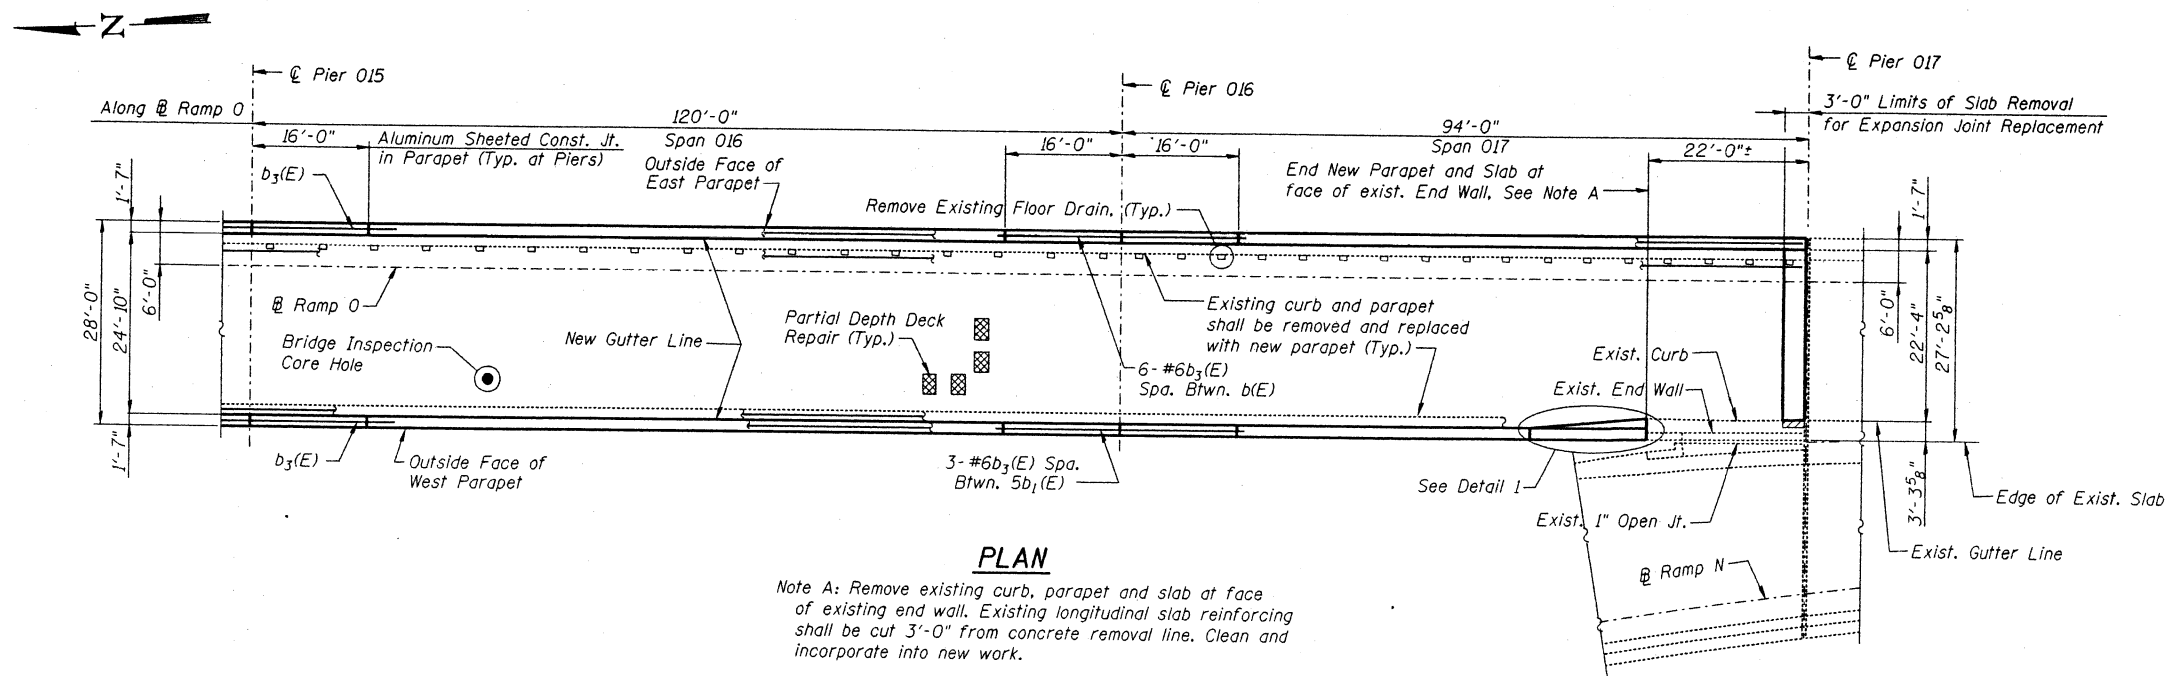 Z
℄ Pier 015
℄ Pier 016
℄ Pier 017
Along ℄ Ramp O
120'-0"
94'-0"
3'-0" Limits of Slab Removal
for Expansion Joint Replacement
16'-0"
Aluminum Sheeted Const. Jt.
in Parapet (Typ. at Piers)
Span 016
16'-0"
16'-0"
Span 017
22'-0"±
b3(E)
Outside Face of
East Parapet
End New Parapet and Slab at
face of exist. End Wall, See Note A
Remove Existing Floor Drain, (Typ.)
1'-7"
28'-0"
24'-10"
6'-0"
1'-7"
1'-7"
6'-0"
22'-4"
27'-2 5/8"
3'-3 5/8"
Ramp O
Bridge Inspection
Core Hole
New Gutter Line
Partial Depth Deck
Repair (Typ.)
Existing curb and parapet
shall be removed and replaced
with new parapet (Typ.)
6- #6b3(E)
Spa. Btwn. b(E)
Exist. Curb
Exist. End Wall
b3(E)
Outside Face of
West Parapet
3- #6b3(E) Spa.
Btwn. 5b1(E)
See Detail 1
Exist. 1" Open Jt.
Edge of Exist. Slab
Exist. Gutter Line
Ramp N
PLAN
Note A: Remove existing curb, parapet and slab at face
of existing end wall. Existing longitudinal slab reinforcing
shall be cut 3'-0" from concrete removal line. Clean and
incorporate into new work.